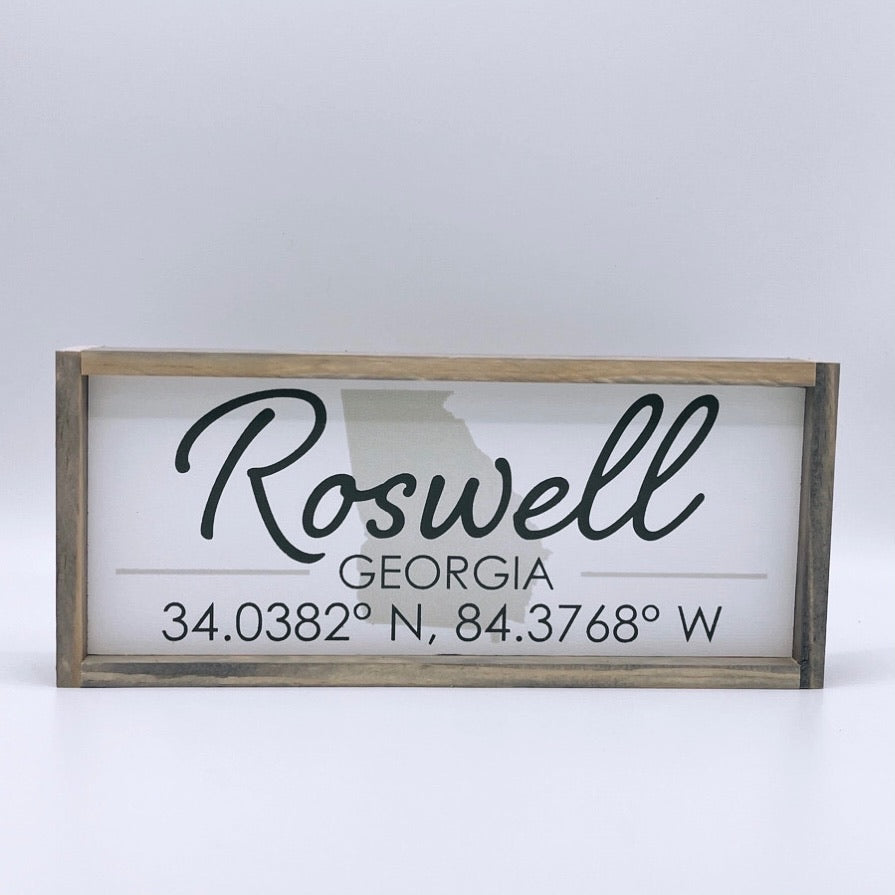 Roswell
GEORGIA
34.0382° N, 84.3768° W